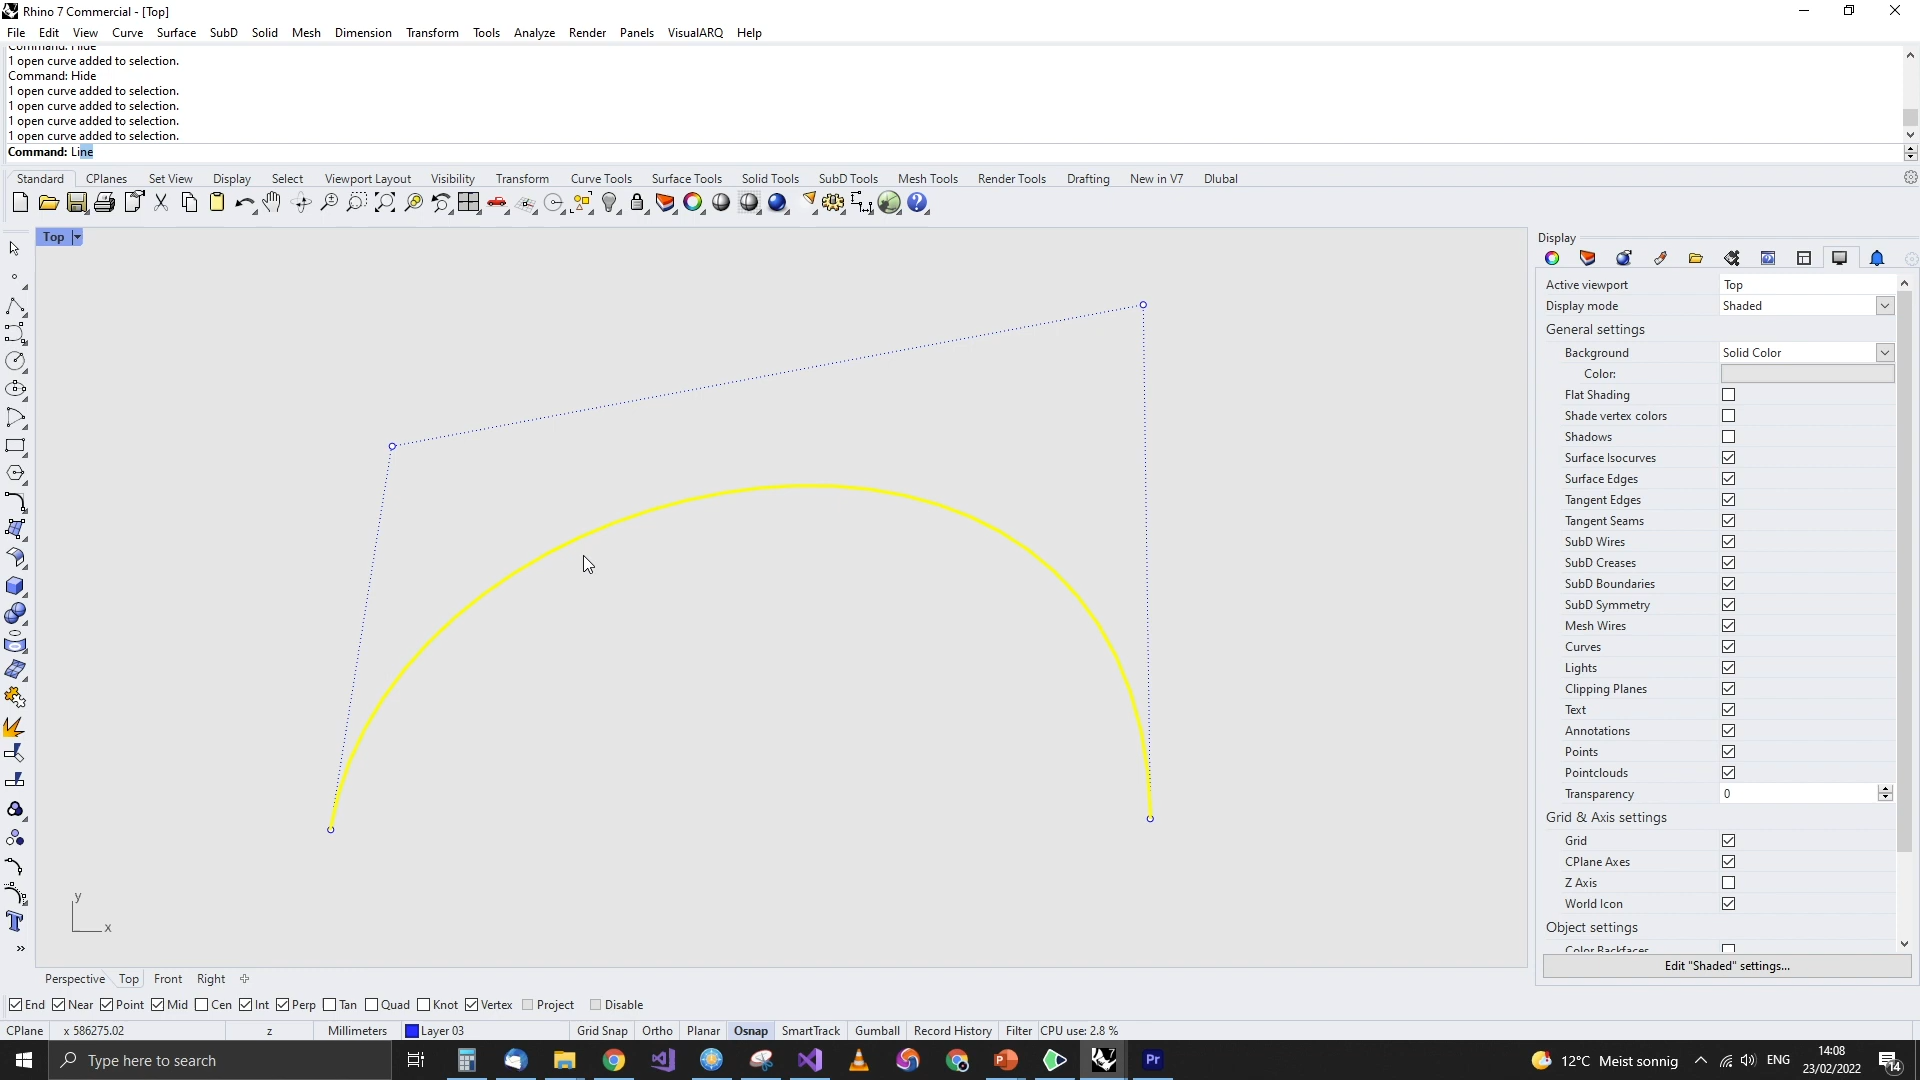 Rhino 7 Commercial - [Top]
File Edit View Curve Surface SubD Solid Mesh Dimension Transform Tools Analyze Render Panels VisualARQ Help
Command: Hide
1 open curve added to selection.
Command: Hide
1 open curve added to selection.
1 open curve added to selection.
1 open curve added to selection.
1 open curve added to selection.
Command: Line
Standard CPlanes Set View Display Select Viewport Layout Visibility Transform Curve Tools Surface Tools Solid Tools SubD Tools Mesh Tools Render Tools Drafting New in V7 Dlubal
Top
Display
Active viewport Top
Display mode Shaded
General settings
Background Solid Color
Color:
Flat Shading
Shade vertex colors
Shadows
Surface Isocurves
Surface Edges
Tangent Edges
Tangent Seams
SubD Wires
SubD Creases
SubD Boundaries
SubD Symmetry
Mesh Wires
Curves
Lights
Clipping Planes
Text
Annotations
Points
Pointclouds
Transparency 0
Grid & Axis settings
Grid
CPlane Axes
Z Axis
World Icon
Object settings
Color Backfaces
Edit "Shaded" settings...
y
x
Perspective Top Front Right
End Near Point Mid Cen Int Perp Tan Quad Knot Vertex Project Disable
CPlane x 586275.02 z Millimeters Layer 03 Grid Snap Ortho Planar Osnap SmartTrack Gumball Record History Filter CPU use: 2.8 %
Type here to search
Pr
12°C Meist sonnig
ENG
14:08
23/02/2022
14